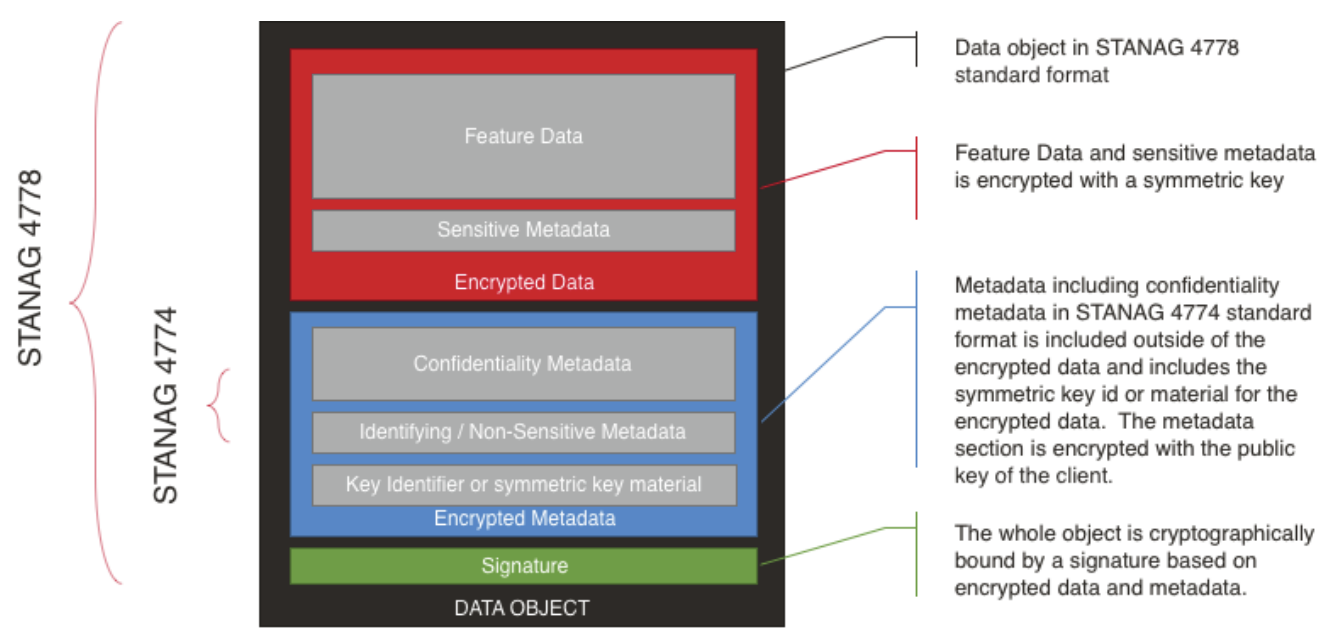 STANAG 4778
STANAG 4774
Feature Data
Sensitive Metadata
Encrypted Data
Confidentiality Metadata
Identifying / Non-Sensitive Metadata
Key Identifier or symmetric key material
Encrypted Metadata
Signature
DATA OBJECT
Data object in STANAG 4778
standard format
Feature Data and sensitive metadata
is encrypted with a symmetric key
Metadata including confidentiality
metadata in STANAG 4774 standard
format is included outside of the
encrypted data and includes the
symmetric key id or material for the
encrypted data.  The metadata
section is encrypted with the public
key of the client.
The whole object is cryptographically
bound by a signature based on
encrypted data and metadata.